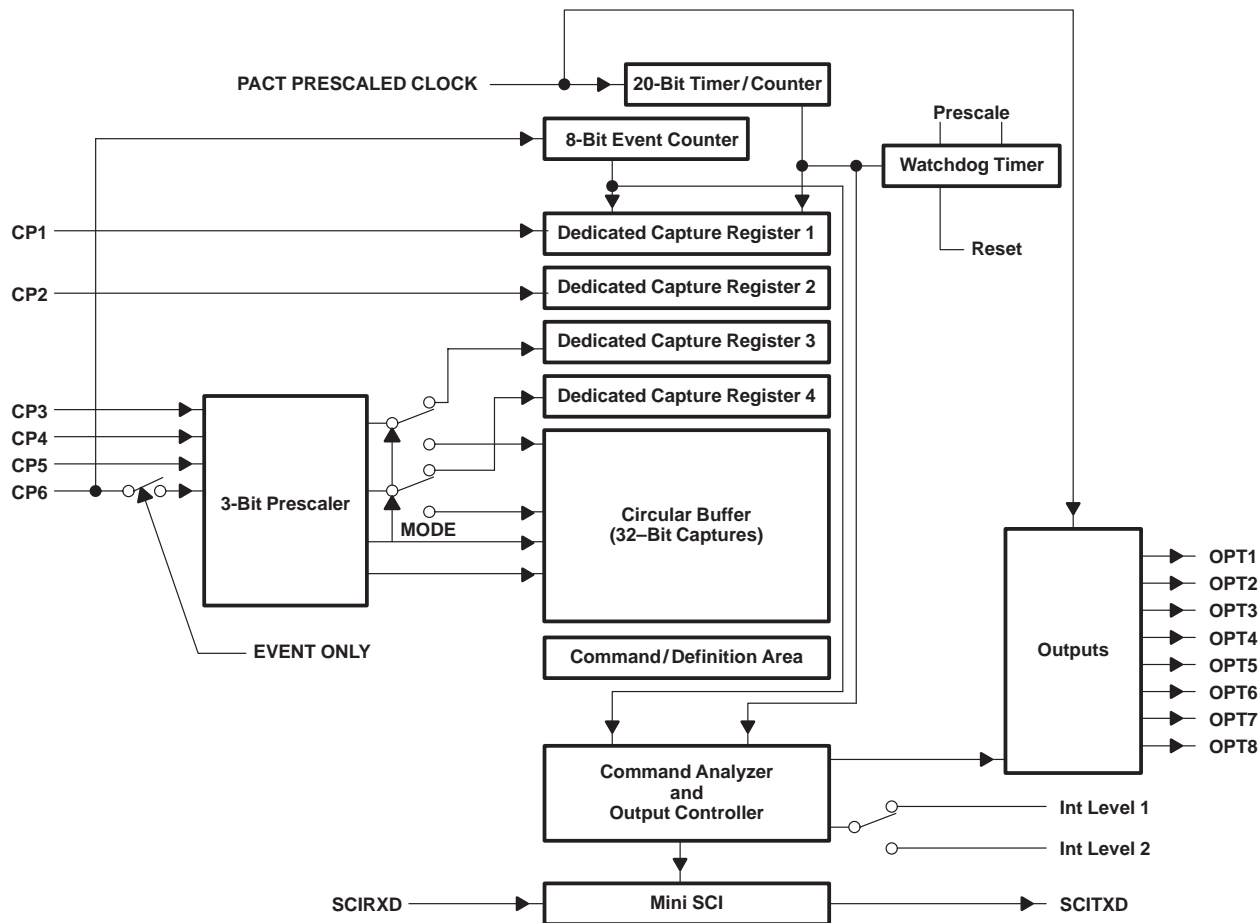 PACT PRESCALED CLOCK
20-Bit Timer/Counter
Prescale
8-Bit Event Counter
Watchdog Timer
CP1
Dedicated Capture Register 1
Reset
CP2
Dedicated Capture Register 2
Dedicated Capture Register 3
Dedicated Capture Register 4
CP3
CP4
CP5
CP6
3-Bit Prescaler
MODE
Circular Buffer
(32–Bit Captures)
EVENT ONLY
Command/Definition Area
Outputs
OPT1
OPT2
OPT3
OPT4
OPT5
OPT6
OPT7
OPT8
Command Analyzer
and
Output Controller
Int Level 1
Int Level 2
SCIRXD
Mini SCI
SCITXD